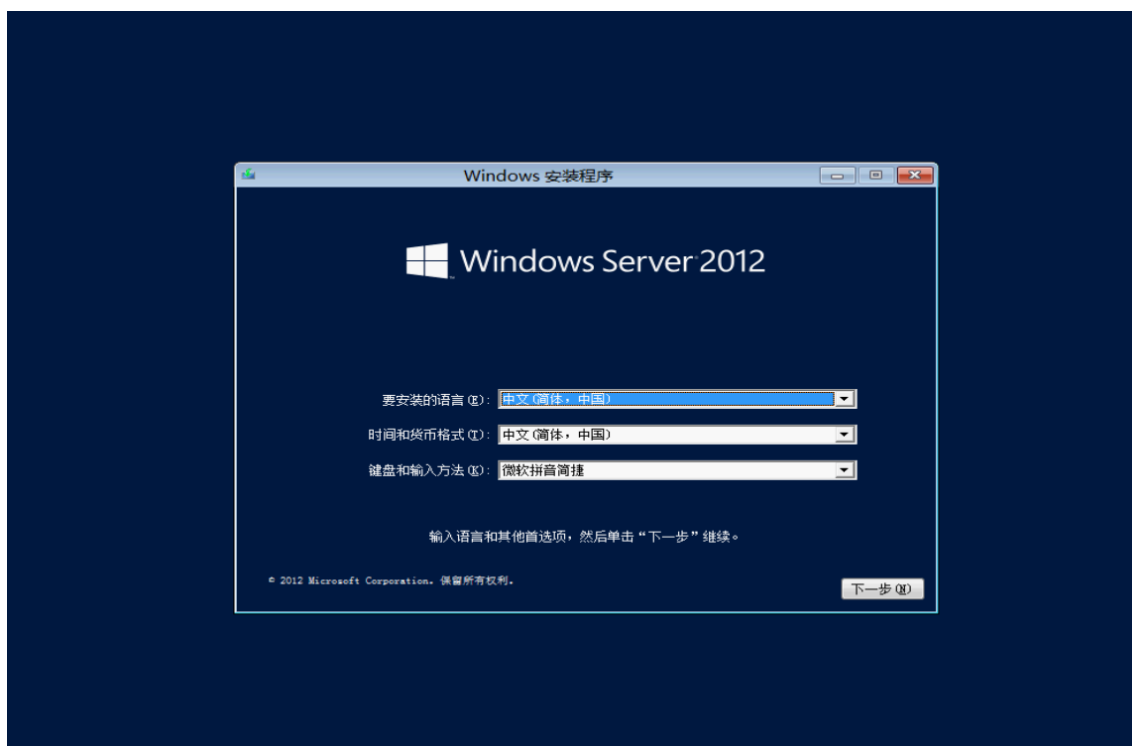 Windows 安装程序
Windows Server 2012
要安装的语言(E): 中文(简体，中国)
时间和货币格式(T): 中文(简体，中国)
键盘和输入方法(K): 微软拼音简捷
输入语言和其他首选项，然后单击“下一步”继续。
© 2012 Microsoft Corporation。保留所有权利。
下一步(N)